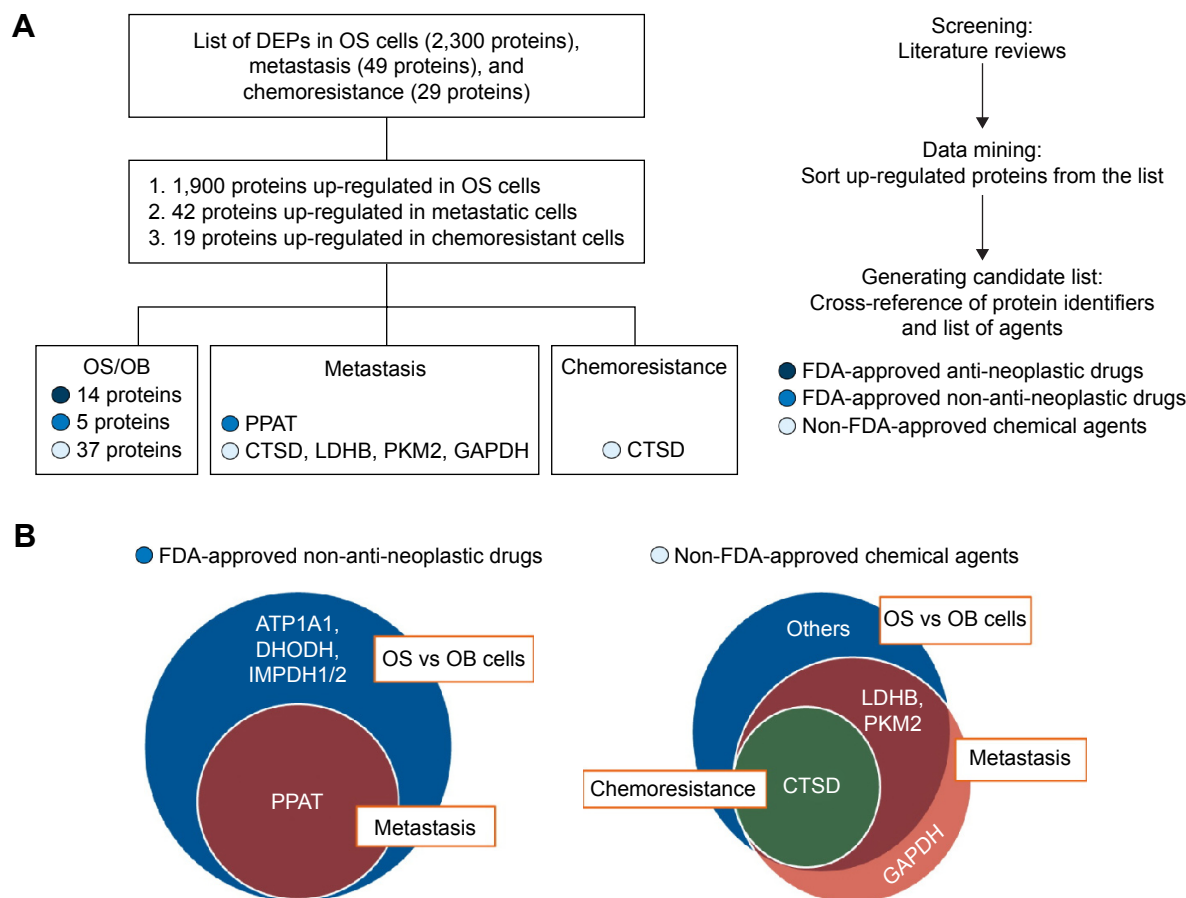 A
List of DEPs in OS cells (2,300 proteins),
metastasis (49 proteins), and
chemoresistance (29 proteins)
1. 1,900 proteins up-regulated in OS cells
2. 42 proteins up-regulated in metastatic cells
3. 19 proteins up-regulated in chemoresistant cells
OS/OB
14 proteins
5 proteins
37 proteins
Metastasis
PPAT
CTSD, LDHB, PKM2, GAPDH
Chemoresistance
CTSD
Screening:
Literature reviews
Data mining:
Sort up-regulated proteins from the list
Generating candidate list:
Cross-reference of protein identifiers
and list of agents
FDA-approved anti-neoplastic drugs
FDA-approved non-anti-neoplastic drugs
Non-FDA-approved chemical agents
B
FDA-approved non-anti-neoplastic drugs
ATP1A1,
DHODH,
IMPDH1/2
OS vs OB cells
PPAT
Metastasis
Non-FDA-approved chemical agents
Others
OS vs OB cells
LDHB,
PKM2
Metastasis
Chemoresistance
CTSD
GAPDH